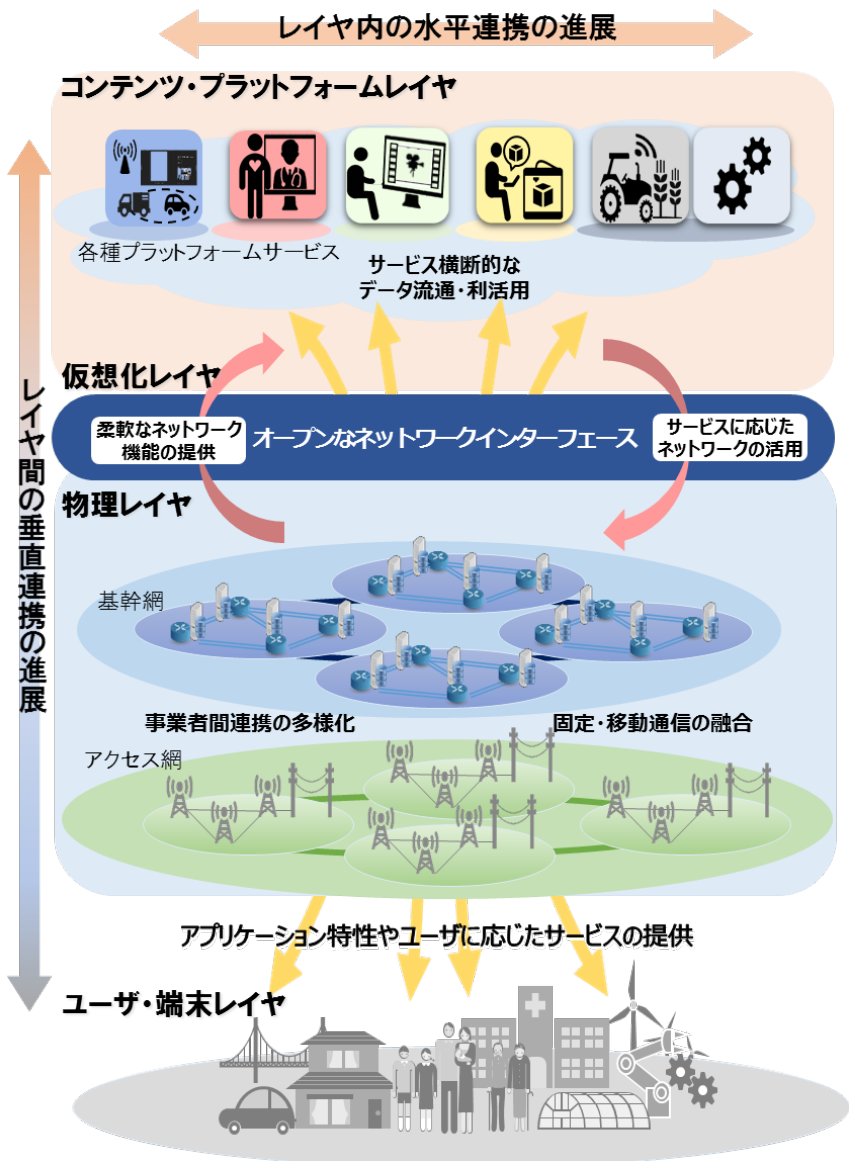 レイヤ内の水平連携の進展
コンテンツ・プラットフォームレイヤ
各種プラットフォームサービス
サービス横断的な
データ流通・利活用
レイヤ間の垂直連携の進展
仮想化レイヤ
柔軟なネットワーク
機能の提供
オープンなネットワークインターフェース
サービスに応じた
ネットワークの活用
物理レイヤ
基幹網
事業者間連携の多様化
固定・移動通信の融合
アクセス網
アプリケーション特性やユーザに応じたサービスの提供
ユーザ・端末レイヤ